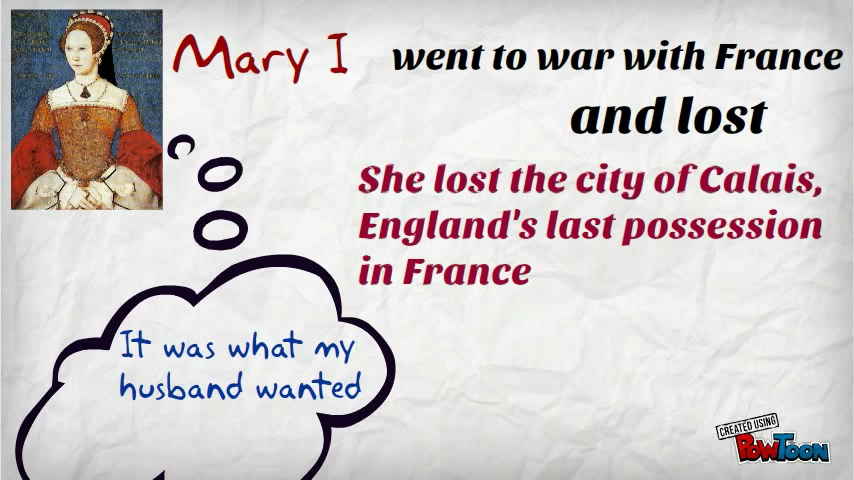 Mary I
went to war with France
and lost
She lost the city of Calais,
England's last possession
in France
It was what my
husband wanted
CREATED USING
POWTOON